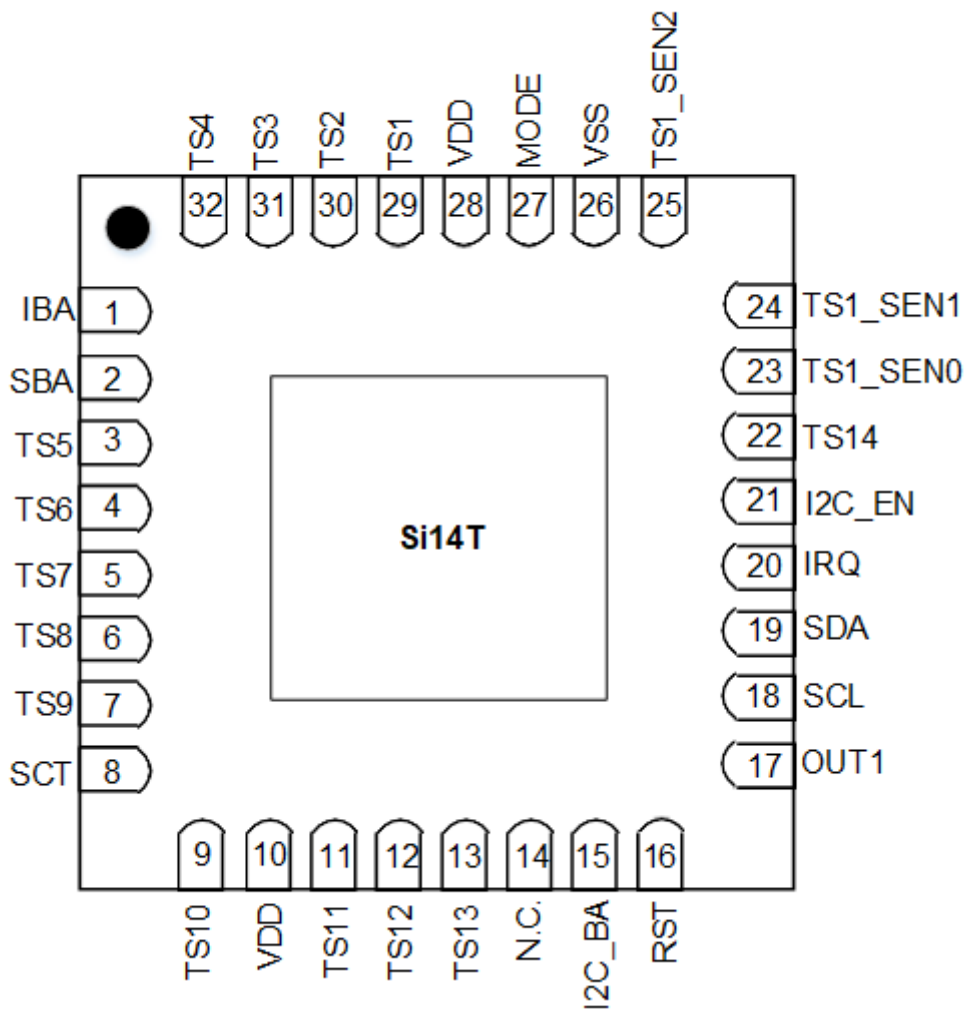 TS4 TS3 TS2 TS1 VDD MODE VSS TS1_SEN2
32 31 30 29 28 27 26 25
IBA 1
SBA 2
TS5 3
TS6 4
TS7 5
TS8 6
TS9 7
SCT 8
Si14T
24 TS1_SEN1
23 TS1_SEN0
22 TS14
21 I2C_EN
20 IRQ
19 SDA
18 SCL
17 OUT1
9 10 11 12 13 14 15 16
TS10 VDD TS11 TS12 TS13 N.C. I2C_BA RST